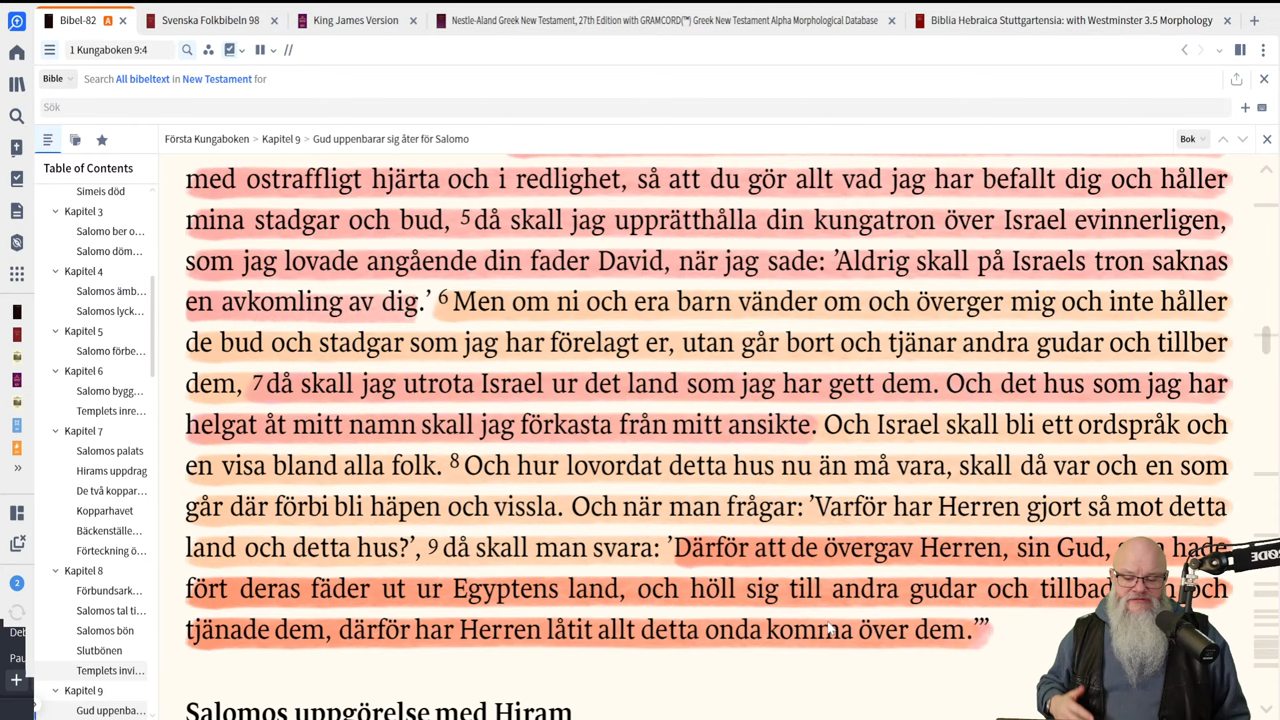 Bibel-82 A
Svenska Folkbibeln 98
King James Version
Nestle-Aland Greek New Testament, 27th Edition with GRAMCORD(™) Greek New Testament Alpha Morphological Database
Biblia Hebraica Stuttgartensia: with Westminster 3.5 Morphology
1 Kungaboken 9:4
Bible Search All bibeltext in New Testament for
Sök
Första Kungaboken > Kapitel 9 > Gud uppenbarar sig åter för Salomo
Bok
Table of Contents
Simeis död
Kapitel 3
Salomo ber o...
Salomo döm...
Kapitel 4
Salomos ämb...
Salomos lyck...
Kapitel 5
Salomo förbe...
Kapitel 6
Salomo bygg...
Templets inre...
Kapitel 7
Salomos palats
Hirams uppdrag
De två koppar...
Kopparhavet
Bäckenställe...
Förteckning ö...
Kapitel 8
Förbundsark...
Salomos tal ti...
Salomos bön
Slutbönen
Templets invi...
Kapitel 9
Gud uppenba...
2
Deb
Pau
med ostraffligt hjärta och i redlighet, så att du gör allt vad jag har befallt dig och håller
mina stadgar och bud, 5 då skall jag upprätthålla din kungatron över Israel evinnerligen,
som jag lovade angående din fader David, när jag sade: ’Aldrig skall på Israels tron saknas
en avkomling av dig.’ 6 Men om ni och era barn vänder om och överger mig och inte håller
de bud och stadgar som jag har förelagt er, utan går bort och tjänar andra gudar och tillber
dem, 7 då skall jag utrota Israel ur det land som jag har gett dem. Och det hus som jag har
helgat åt mitt namn skall jag förkasta från mitt ansikte. Och Israel skall bli ett ordspråk och
en visa bland alla folk. 8 Och hur lovordat detta hus nu än må vara, skall då var och en som
går där förbi bli häpen och vissla. Och när man frågar: ’Varför har Herren gjort så mot detta
land och detta hus?’, 9 då skall man svara: ’Därför att de övergav Herren, sin Gud, hade
fört deras fäder ut ur Egyptens land, och höll sig till andra gudar och och
tjänade dem, därför har Herren låtit allt detta onda komma över dem.’”
Salomos uppgörelse med Hiram
RØDE